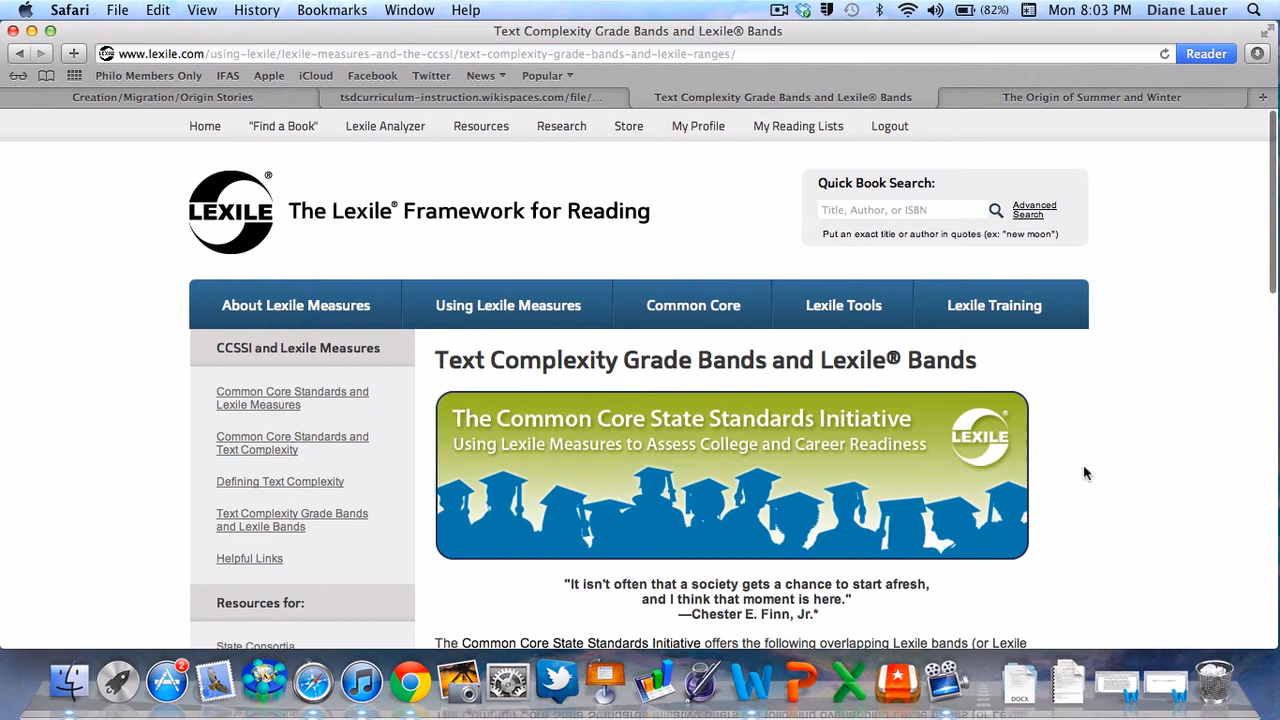 Safari File Edit View History Bookmarks Window Help (82%) Mon 8:03 PM Diane Lauer
Text Complexity Grade Bands and Lexile® Bands
www.lexile.com/using-lexile/lexile-measures-and-the-ccssi/text-complexity-grade-bands-and-lexile-ranges/ Reader
Philo Members Only IFAS Apple iCloud Facebook Twitter News Popular
Creation/Migration/Origin Stories tsdcurriculum-instruction.wikispaces.com/file/... Text Complexity Grade Bands and Lexile® Bands The Origin of Summer and Winter
Home "Find a Book" Lexile Analyzer Resources Research Store My Profile My Reading Lists Logout
LEXILE® The Lexile® Framework for Reading
Quick Book Search:
Title, Author, or ISBN Advanced
Search
Put an exact title or author in quotes (ex: "new moon")
About Lexile Measures Using Lexile Measures Common Core Lexile Tools Lexile Training
CCSSI and Lexile Measures
Common Core Standards and
Lexile Measures
Common Core Standards and
Text Complexity
Defining Text Complexity
Text Complexity Grade Bands
and Lexile Bands
Helpful Links
Resources for:
State Consortia
Text Complexity Grade Bands and Lexile® Bands
The Common Core State Standards Initiative
Using Lexile Measures to Assess College and Career Readiness
LEXILE®
"It isn't often that a society gets a chance to start afresh,
and I think that moment is here."
—Chester E. Finn, Jr.*
The Common Core State Standards Initiative offers the following overlapping Lexile bands (or Lexile
2
DOCX